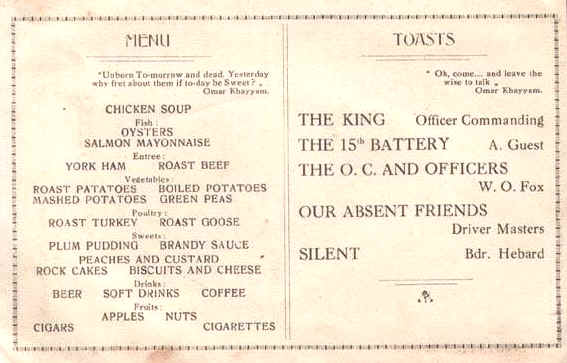 MENU
"Unborn To-morrow and dead. Yesterday
why fret about them if to-day be Sweet? „
Omar Khayyam.
CHICKEN SOUP
Fish:
OYSTERS
SALMON MAYONNAISE
Entree:
YORK HAM ROAST BEEF
Vegetables:
ROAST PATATOES BOILED POTATOES
MASHED POTATOES GREEN PEAS
Poultry:
ROAST TURKEY ROAST GOOSE
Sweets:
PLUM PUDDING BRANDY SAUCE
PEACHES AND CUSTARD
ROCK CAKES BISCUITS AND CHEESE
Drinks:
BEER SOFT DRINKS COFFEE
Fruits:
APPLES NUTS
CIGARS CIGARETTES
TOASTS
" Oh, come... and leave the
wise to talk „
Omar Khayyam.
THE KING Officer Commanding
THE 15th BATTERY A. Guest
THE O. C. AND OFFICERS
W. O. Fox
OUR ABSENT FRIENDS
Driver Masters
SILENT Bdr. Hebard